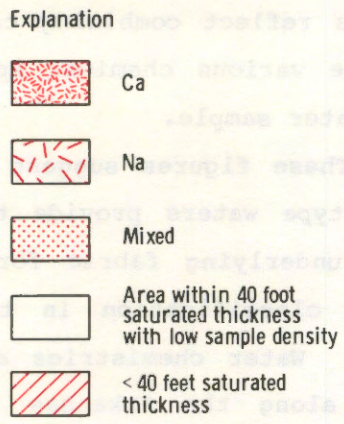 Explanation
Ca
Na
Mixed
Area within 40 foot
saturated thickness
with low sample density
< 40 feet saturated
thickness